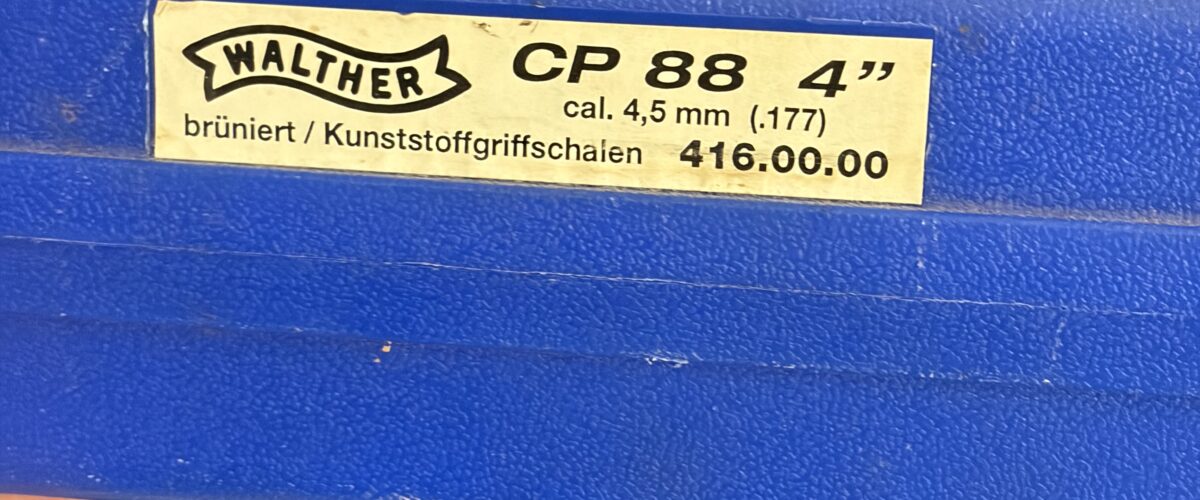 WALTHER CP 88 4”
cal. 4,5 mm (.177)
brüniert / Kunststoffgriffschalen 416.00.00